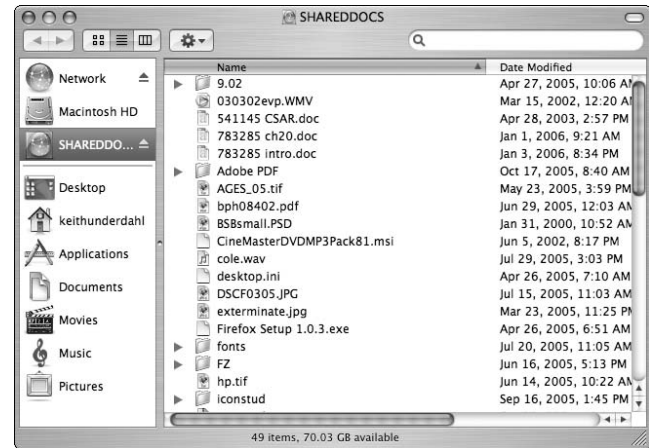 SHAREDDOCS
Name Date Modified
Network
Macintosh HD
SHAREDDO...
Desktop
keithunderdahl
Applications
Documents
Movies
Music
Pictures
9.02 Apr 27, 2005, 10:06 AM
030302evp.WMV Mar 15, 2002, 12:20 AM
541145 CSAR.doc Apr 28, 2003, 2:57 PM
783285 ch20.doc Jan 1, 2006, 9:21 AM
783285 intro.doc Jan 3, 2006, 8:34 PM
Adobe PDF Oct 17, 2005, 8:40 AM
AGES_05.tif May 23, 2005, 3:59 PM
bph08402.pdf Jun 29, 2005, 12:03 AM
BSBsmall.PSD Jan 31, 2000, 10:52 AM
CineMasterDVDMP3Pack81.msi Jun 5, 2002, 8:17 PM
cole.wav Jul 29, 2005, 3:03 PM
desktop.ini Apr 26, 2005, 7:10 AM
DSCF0305.JPG Jul 15, 2005, 11:03 AM
exterminate.jpg Mar 23, 2005, 11:25 PM
Firefox Setup 1.0.3.exe Apr 26, 2005, 6:51 AM
fonts Jul 20, 2005, 11:05 AM
FZ Jun 16, 2005, 5:13 PM
hp.tif Jun 14, 2005, 10:22 AM
iconstud Sep 16, 2005, 1:45 PM
49 items, 70.03 GB available